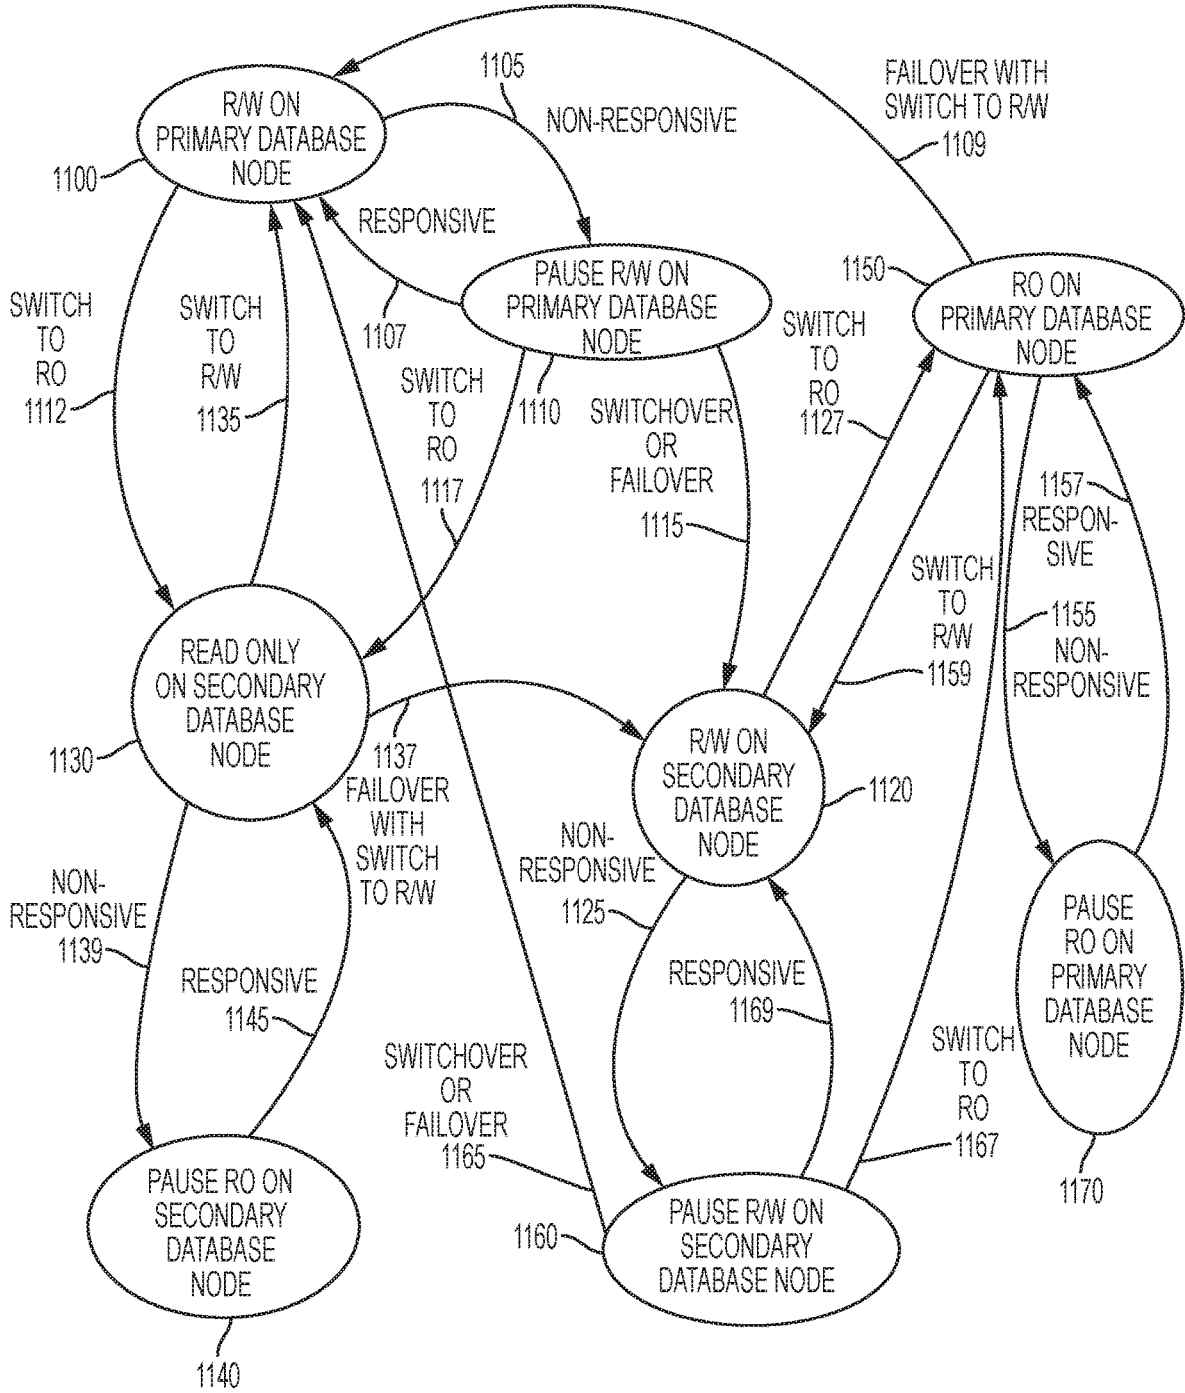 1105
NON-RESPONSIVE
FAILOVER WITH
SWITCH TO R/W
1109
R/W ON
PRIMARY DATABASE
NODE
1100
RESPONSIVE
1107
PAUSE R/W ON
PRIMARY DATABASE
NODE
1110
1150
RO ON
PRIMARY DATABASE
NODE
SWITCH
TO
RO
1112
SWITCH
TO
R/W
1135
SWITCH
TO
RO
1117
SWITCHOVER
OR
FAILOVER
1115
SWITCH
TO
RO
1127
1157
RESPON-
SIVE
SWITCH
TO
R/W
1159
1155
NON-
RESPONSIVE
READ ONLY
ON SECONDARY
DATABASE
NODE
1130
1137
FAILOVER
WITH
SWITCH
TO R/W
R/W ON
SECONDARY
DATABASE
NODE
1120
NON-
RESPONSIVE
1139
RESPONSIVE
1145
NON-
RESPONSIVE
1125
RESPONSIVE
1169
PAUSE
RO ON
PRIMARY
DATABASE
NODE
1170
SWITCHOVER
OR
FAILOVER
1165
SWITCH
TO
RO
1167
PAUSE RO ON
SECONDARY
DATABASE
NODE
1140
1160
PAUSE R/W ON
SECONDARY
DATABASE NODE